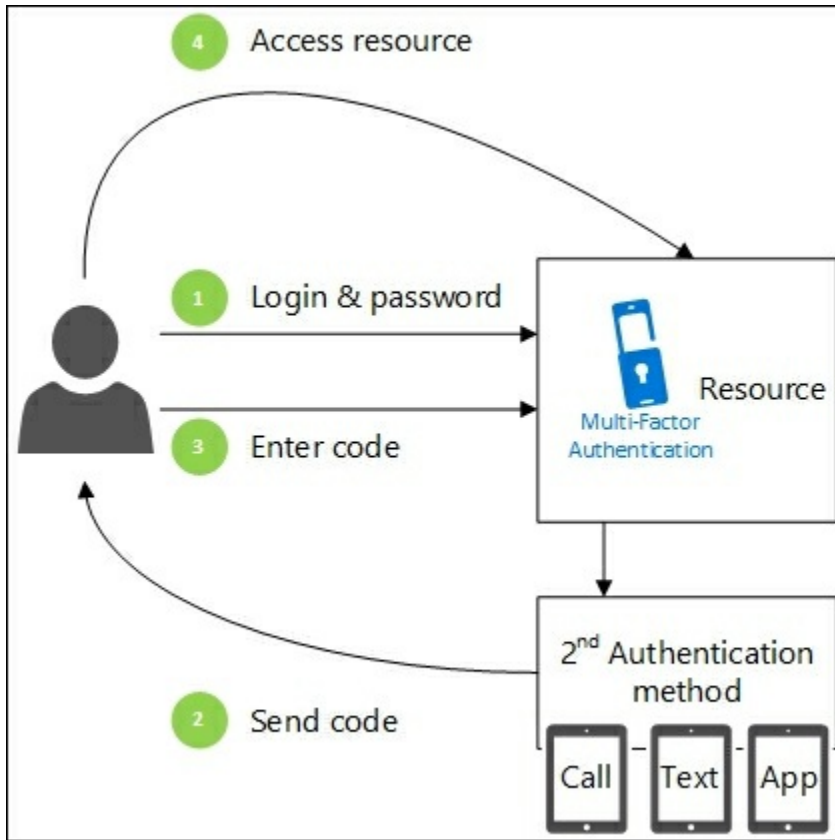 4 Access resource
1 Login & password
Resource
Multi-Factor
Authentication
3 Enter code
2nd Authentication
method
2 Send code
Call Text App